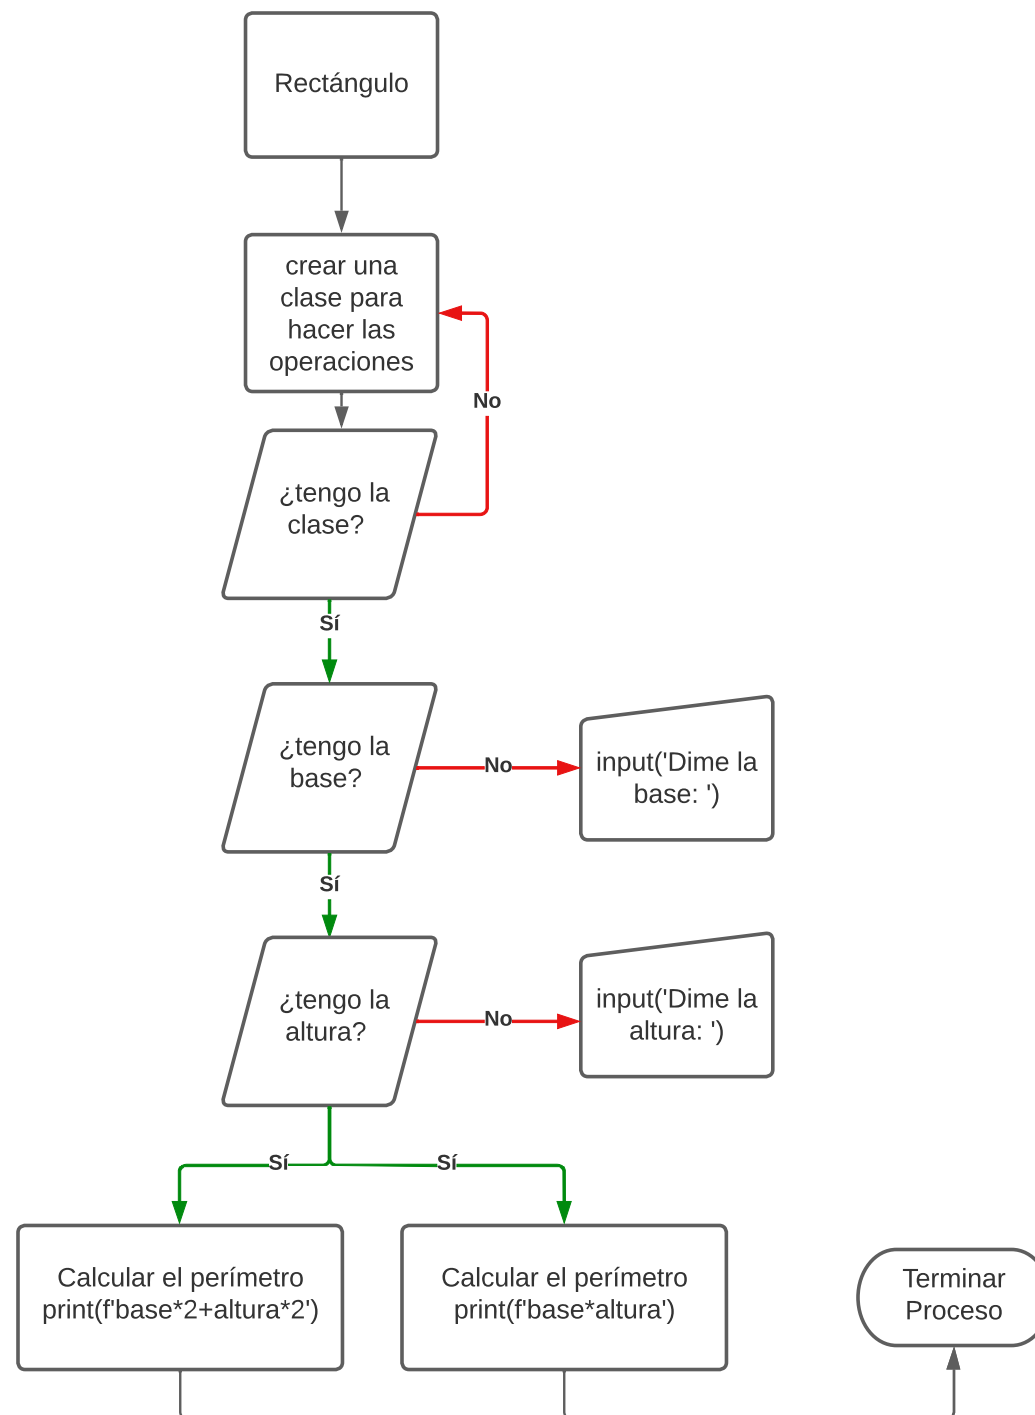 Rectángulo
crear una
clase para
hacer las
operaciones
No
¿tengo la
clase?
Sí
¿tengo la
base?
No
input('Dime la
base: ')
Sí
¿tengo la
altura?
No
input('Dime la
altura: ')
Sí
Sí
Calcular el perímetro
print(f'base*2+altura*2')
Calcular el perímetro
print(f'base*altura')
Terminar
Proceso